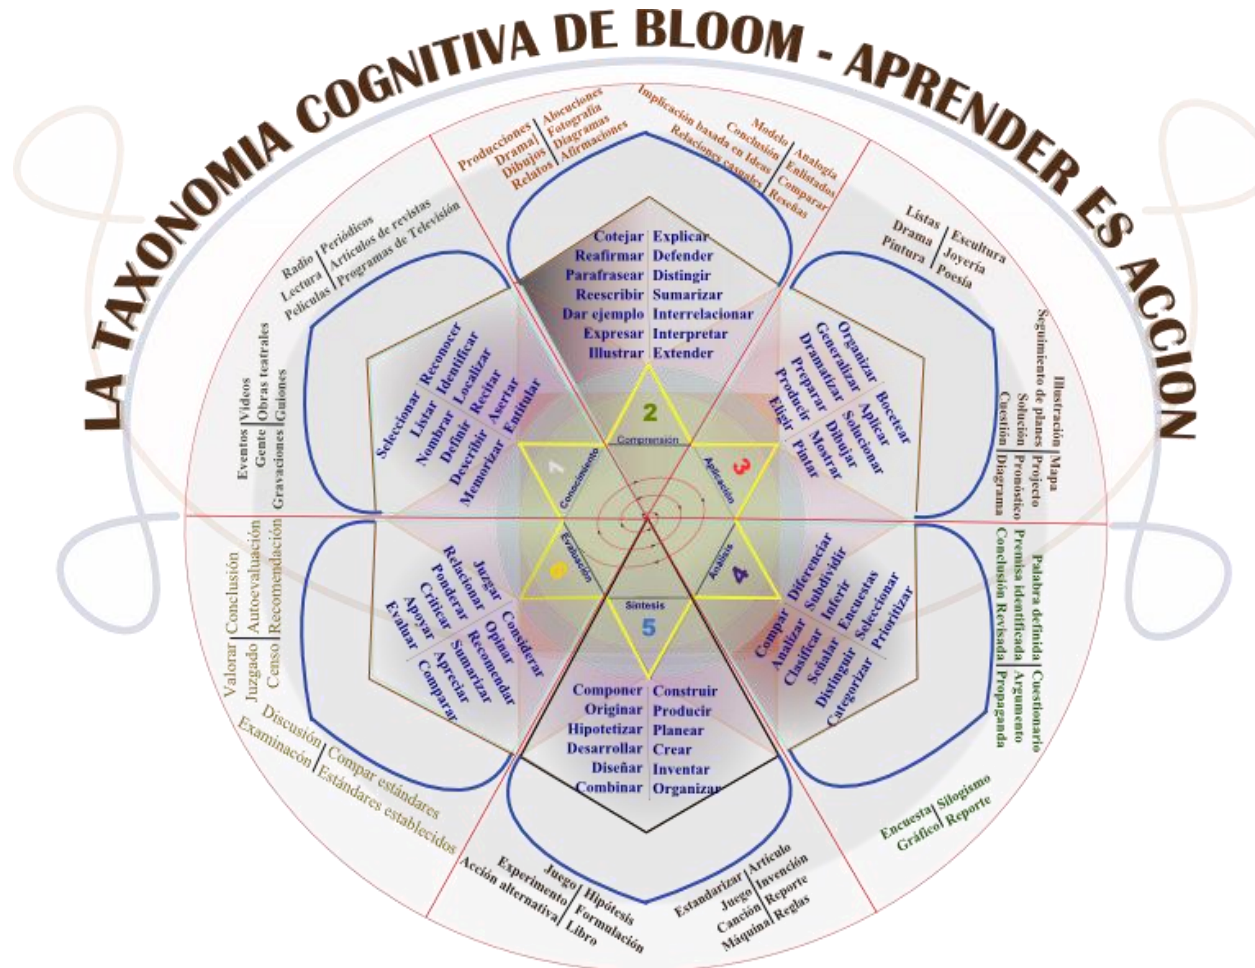 LA TAXONOMIA COGNITIVA DE BLOOM - APRENDER ES ACCION
Producciones Alocuciones
Drama Fotografía
Dibujos Diagramas
Relatos Afirmaciones
Modelo Analogía
Conclusión Enlistados
Implicación basada en Ideas Comparar
Relaciones casuales Reseñas
Cotejar Explicar
Reafirmar Defender
Parafrasear Distingir
Reescribir Sumarizar
Dar ejemplo Interrelacionar
Expresar Interpretar
Illustrar Extender
2
Comprensión
Listas Escultura
Drama Joyería
Pintura Poesía
Illustración Mapa
Seguimiento de planes Projecto
Solución Pronóstico
Cuestión Diagrama
Organizar Bocetear
Generalizar Aplicar
Dramatizar Solucionar
Preparar Dibujar
Producir Mostrar
Eligir Pintar
3
Aplicación
Palabra definida Cuestionario
Premisa identificada Argumento
Conclusión Revisada Propaganda
Encuesta Silogismo
Gráfico Reporte
Comparar Diferenciar
Analizar Subdividir
Clasificar Inferir
Señalar Encuestas
Distinguir Seleccionar
Categorizar Prioritizar
4
Analisis
Síntesis
5
Componer Construir
Originar Producir
Hipotetizar Planear
Desarrollar Crear
Diseñar Inventar
Combinar Organizar
Estandarizar Artículo
Juego Invención
Canción Reporte
Máquina Reglas
Juego Hipótesis
Experimento Formulación
Acción alternativa Libro
6
Evaluación
Juzgar Considerar
Relacionar Opinar
Ponderar Recomendar
Criticar Sumarizar
Apoyar Apreciar
Evaluar Comparar
Discusión Compar estándares
Examinacón Estándares establecidos
Valorar Conclusión
Juzgado Autoevaluación
Censo Recomendación
1
Conocimiento
Seleccionar Reconocer
Listar Identificar
Nombrar Localizar
Definir Recitar
Describir Asertar
Memorizar Entitular
Eventos Vídeos
Gente Obras teatrales
Gravaciones Guiones
Radio Periódicos
Lectura Artículos de revistas
Películas Programas de Televisión